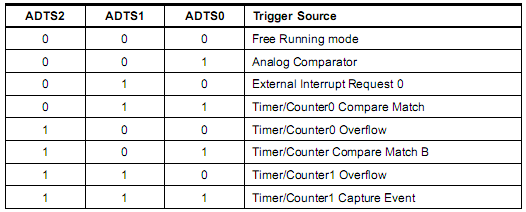 ADTS2 ADTS1 ADTS0 Trigger Source
0 0 0 Free Running mode
0 0 1 Analog Comparator
0 1 0 External Interrupt Request 0
0 1 1 Timer/Counter0 Compare Match
1 0 0 Timer/Counter0 Overflow
1 0 1 Timer/Counter Compare Match B
1 1 0 Timer/Counter1 Overflow
1 1 1 Timer/Counter1 Capture Event